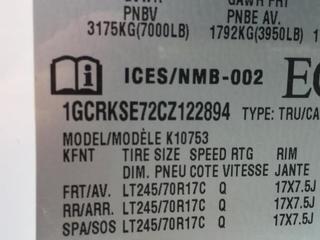 PNBV
PNBE AV.
3175KG(7000LB) 1792KG(3950LB)
ICES/NMB-002
1GCRKSE72CZ122894 TYPE: TRU/CA
MODEL/MODÈLE K10753
KFNT TIRE SIZE SPEED RTG RIM
DIM. PNEU COTE VITESSE JANTE
FRT/AV. LT245/70R17C Q 17X7.5J
RR/ARR. LT245/70R17C Q 17X7.5J
SPA/SOS LT245/70R17C Q 17X7.5J